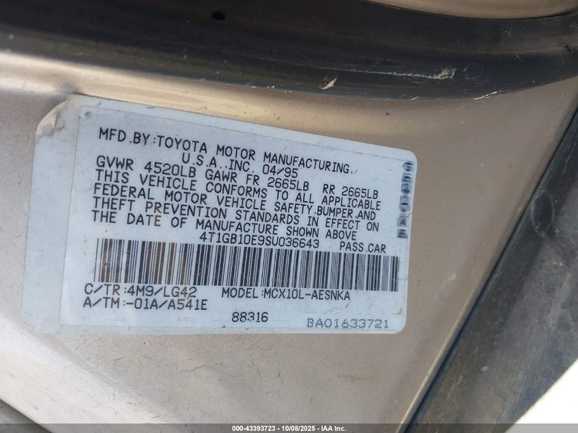 MFD.BY:TOYOTA MOTOR MANUFACTURING,
U.S.A.,INC. 04/95
GVWR 4520LB GAWR FR 2665LB RR 2665LB
THIS VEHICLE CONFORMS TO ALL APPLICABLE
FEDERAL MOTOR VEHICLE SAFETY,BUMPER,AND
THEFT PREVENTION STANDARDS IN EFFECT ON
THE DATE OF MANUFACTURE SHOWN ABOVE
4T1GB10E9SU036643 PASS.CAR
C/TR:4M9/LG42 MODEL:MCX10L-AESNKA
A/TM:-01A/A541E
88316 BA01633721
000-43393723 - 10/08/2025 - IAA Inc.